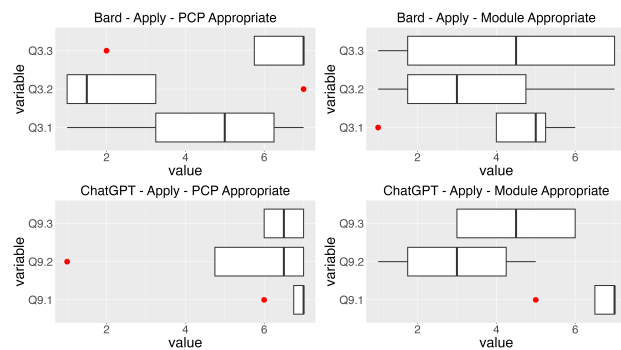 Bard - Apply - PCP Appropriate
Q3.3
Q3.2
Q3.1
variable
2 4 6
value
Bard - Apply - Module Appropriate
Q3.3
Q3.2
Q3.1
variable
2 4 6
value
ChatGPT - Apply - PCP Appropriate
Q9.3
Q9.2
Q9.1
variable
2 4 6
value
ChatGPT - Apply - Module Appropriate
Q9.3
Q9.2
Q9.1
variable
2 4 6
value